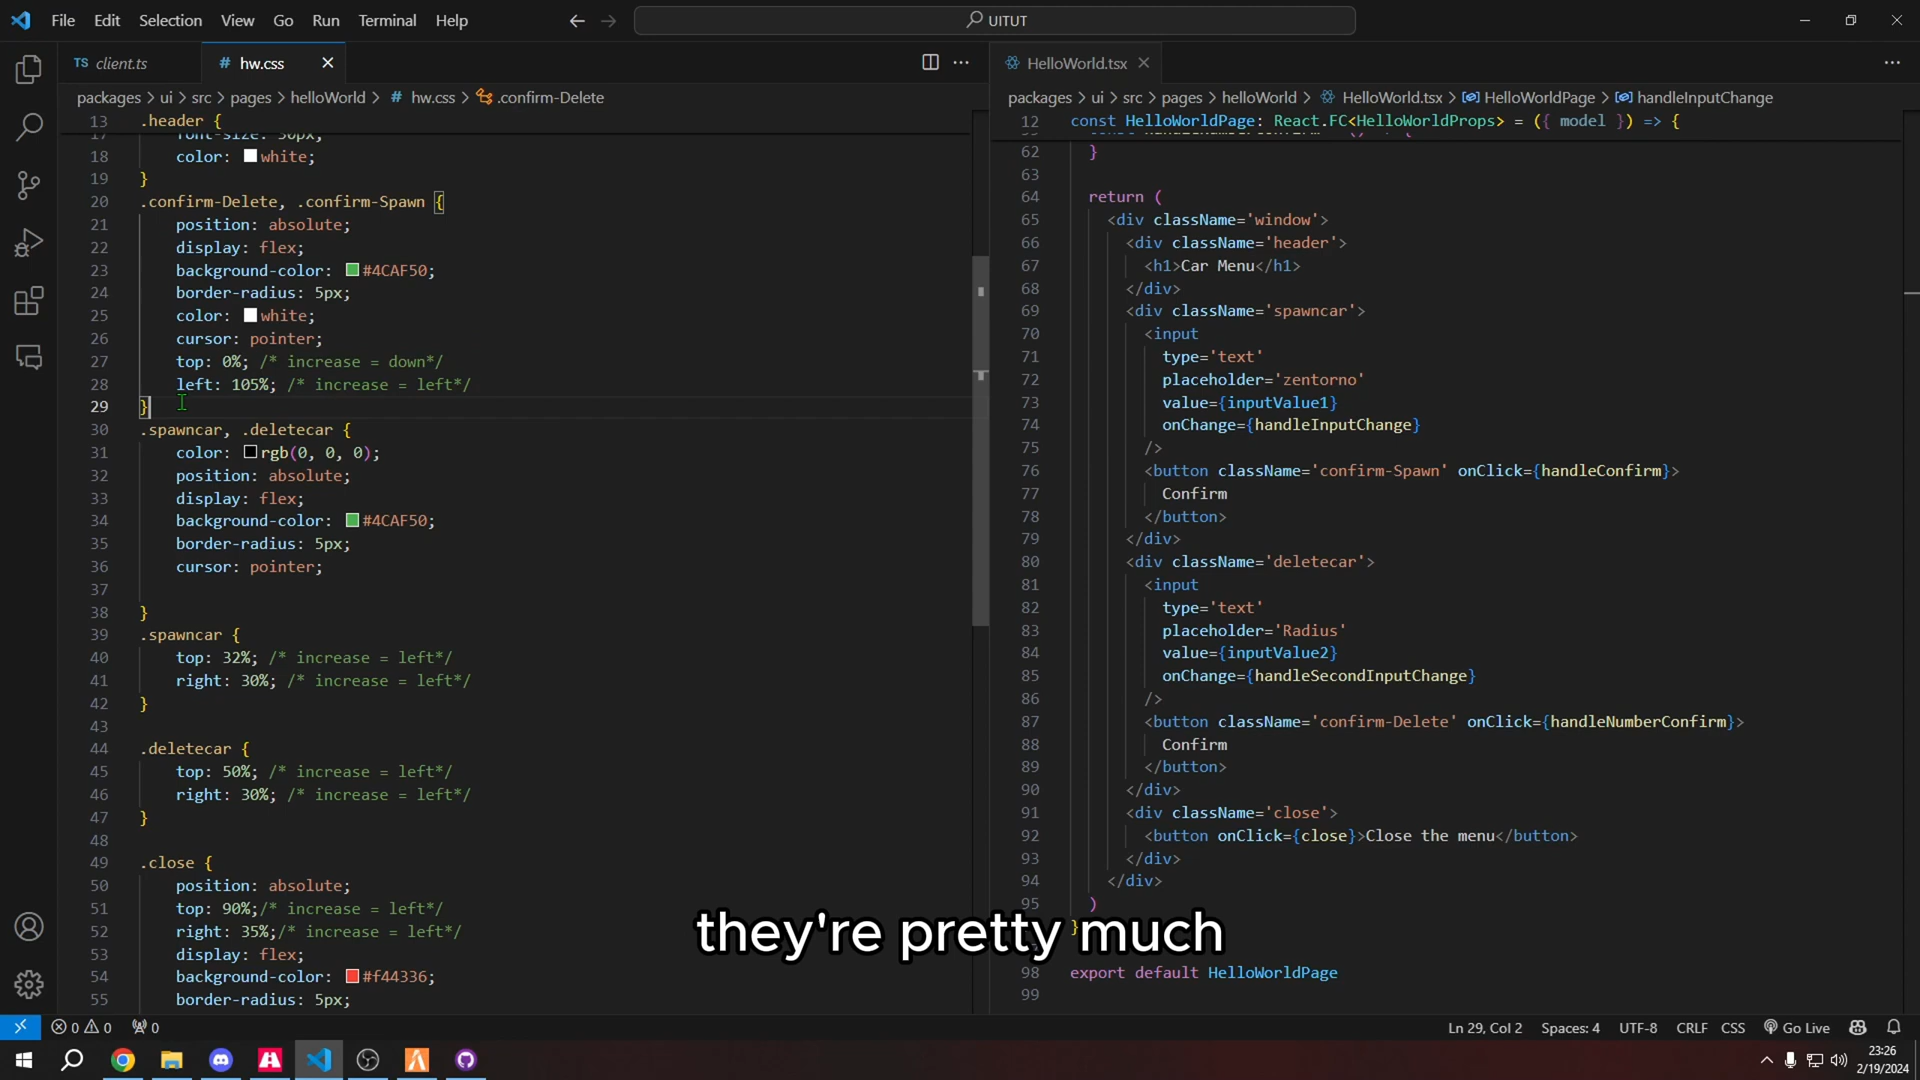 File Edit Selection View Go Run Terminal Help
UITUT
TS client.ts
# hw.css
packages > ui > src > pages > helloWorld > # hw.css > .confirm-Delete
13 .header {
18 color: white;
19 }
20 .confirm-Delete, .confirm-Spawn {
21 position: absolute;
22 display: flex;
23 background-color: #4CAF50;
24 border-radius: 5px;
25 color: white;
26 cursor: pointer;
27 top: 0%; /* increase = down*/
28 left: 105%; /* increase = left*/
29 }
30 .spawncar, .deletecar {
31 color: rgb(0, 0, 0);
32 position: absolute;
33 display: flex;
34 background-color: #4CAF50;
35 border-radius: 5px;
36 cursor: pointer;
37
38 }
39 .spawncar {
40 top: 32%; /* increase = left*/
41 right: 30%; /* increase = left*/
42 }
43
44 .deletecar {
45 top: 50%; /* increase = left*/
46 right: 30%; /* increase = left*/
47 }
48
49 .close {
50 position: absolute;
51 top: 90%;/* increase = left*/
52 right: 35%;/* increase = left*/
53 display: flex;
54 background-color: #f44336;
55 border-radius: 5px;
HelloWorld.tsx
packages > ui > src > pages > helloWorld > HelloWorld.tsx > HelloWorldPage > handleInputChange
12 const HelloWorldPage: React.FC<HelloWorldProps> = ({ model }) => {
62 }
63
64 return (
65 <div className='window'>
66 <div className='header'>
67 <h1>Car Menu</h1>
68 </div>
69 <div className='spawncar'>
70 <input
71 type='text'
72 placeholder='zentorno'
73 value={inputValue1}
74 onChange={handleInputChange}
75 />
76 <button className='confirm-Spawn' onClick={handleConfirm}>
77 Confirm
78 </button>
79 </div>
80 <div className='deletecar'>
81 <input
82 type='text'
83 placeholder='Radius'
84 value={inputValue2}
85 onChange={handleSecondInputChange}
86 />
87 <button className='confirm-Delete' onClick={handleNumberConfirm}>
88 Confirm
89 </button>
90 </div>
91 <div className='close'>
92 <button onClick={close}>Close the menu</button>
93 </div>
94 </div>
95 )
}
98 export default HelloWorldPage
99
they're pretty much
0 0 0
Ln 29, Col 2 Spaces: 4 UTF-8 CRLF CSS Go Live
23:26
2/19/2024